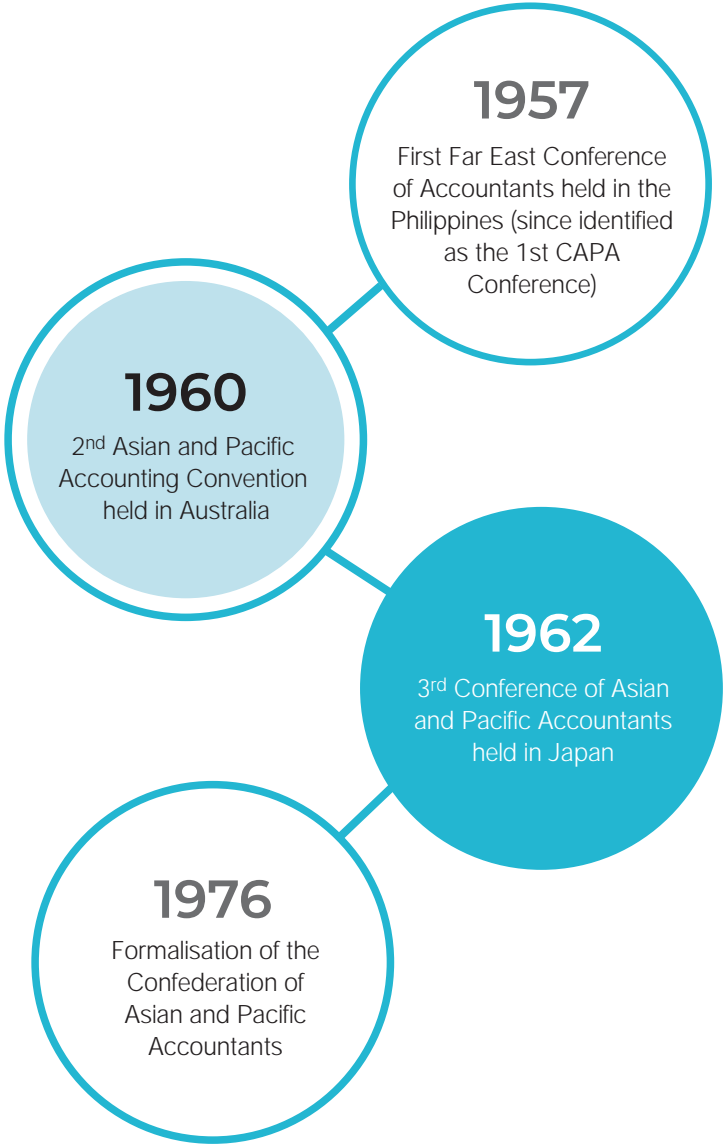 1957
First Far East Conference
of Accountants held in the
Philippines (since identified
as the 1st CAPA
Conference)
1960
2nd Asian and Pacific
Accounting Convention
held in Australia
1962
3rd Conference of Asian
and Pacific Accountants
held in Japan
1976
Formalisation of the
Confederation of
Asian and Pacific
Accountants